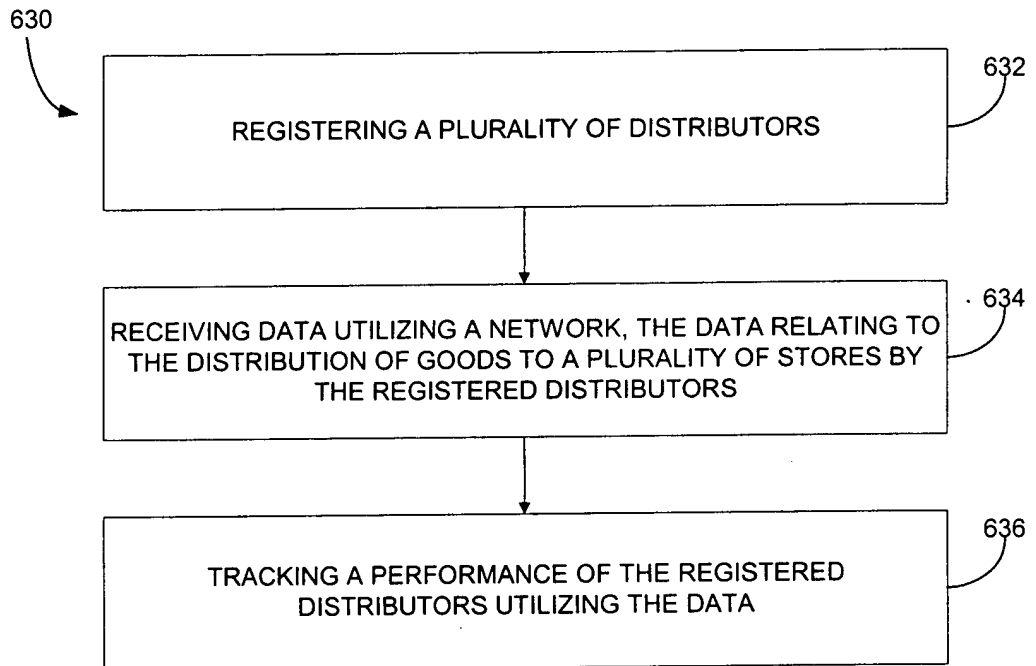 630
632
REGISTERING A PLURALITY OF DISTRIBUTORS
634
RECEIVING DATA UTILIZING A NETWORK, THE DATA RELATING TO
THE DISTRIBUTION OF GOODS TO A PLURALITY OF STORES BY
THE REGISTERED DISTRIBUTORS
636
TRACKING A PERFORMANCE OF THE REGISTERED
DISTRIBUTORS UTILIZING THE DATA